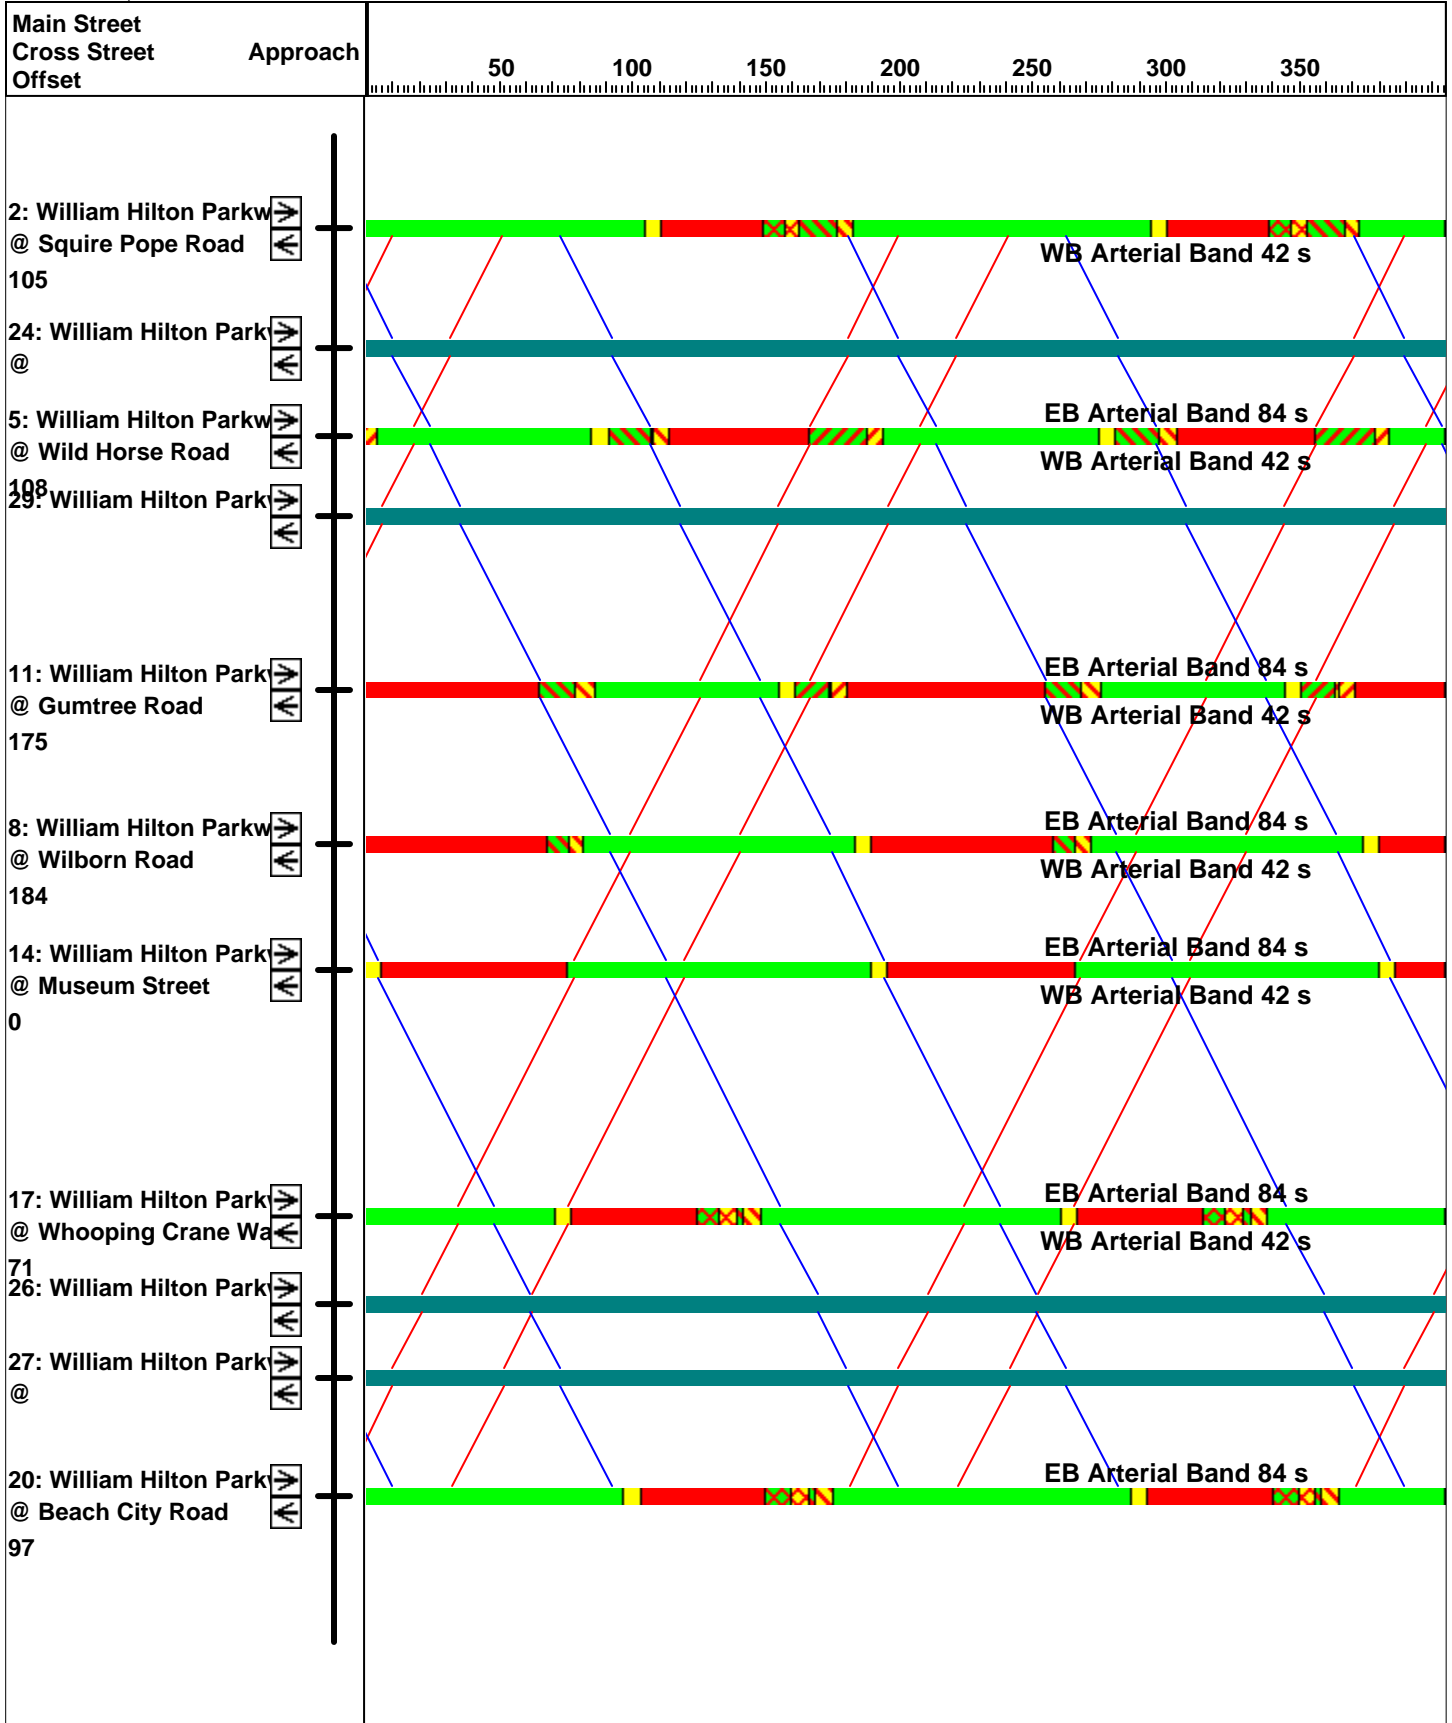 Main Street
Cross Street Approach
Offset
50 100 150 200 250 300 350
2: William Hilton Parkw
@ Squire Pope Road
105
WB Arterial Band 42 s
24: William Hilton Park
@
5: William Hilton Parkw
@ Wild Horse Road
108
EB Arterial Band 84 s
WB Arterial Band 42 s
29: William Hilton Park
11: William Hilton Park
@ Gumtree Road
175
EB Arterial Band 84 s
WB Arterial Band 42 s
8: William Hilton Parkw
@ Wilborn Road
184
EB Arterial Band 84 s
WB Arterial Band 42 s
14: William Hilton Park
@ Museum Street
0
EB Arterial Band 84 s
WB Arterial Band 42 s
17: William Hilton Park
@ Whooping Crane Wa
71
EB Arterial Band 84 s
WB Arterial Band 42 s
26: William Hilton Park
27: William Hilton Park
@
20: William Hilton Park
@ Beach City Road
97
EB Arterial Band 84 s